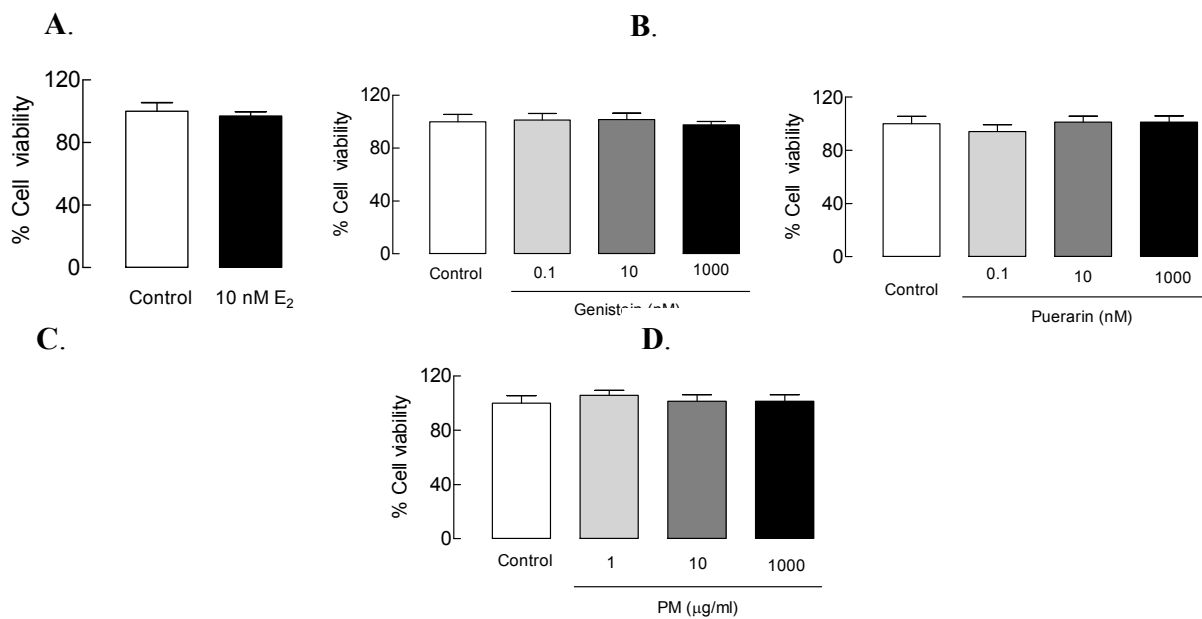 A.
% Cell viability
120
80
40
0
Control 10 nM E2
B.
% Cell viability
120
80
40
0
Control 0.1 10 1000
% Cell viability
120
80
40
0
Control 0.1 10 1000
Puerarin (nM)
C.
D.
% Cell viability
120
80
40
0
Control 1 10 1000
PM (μg/ml)